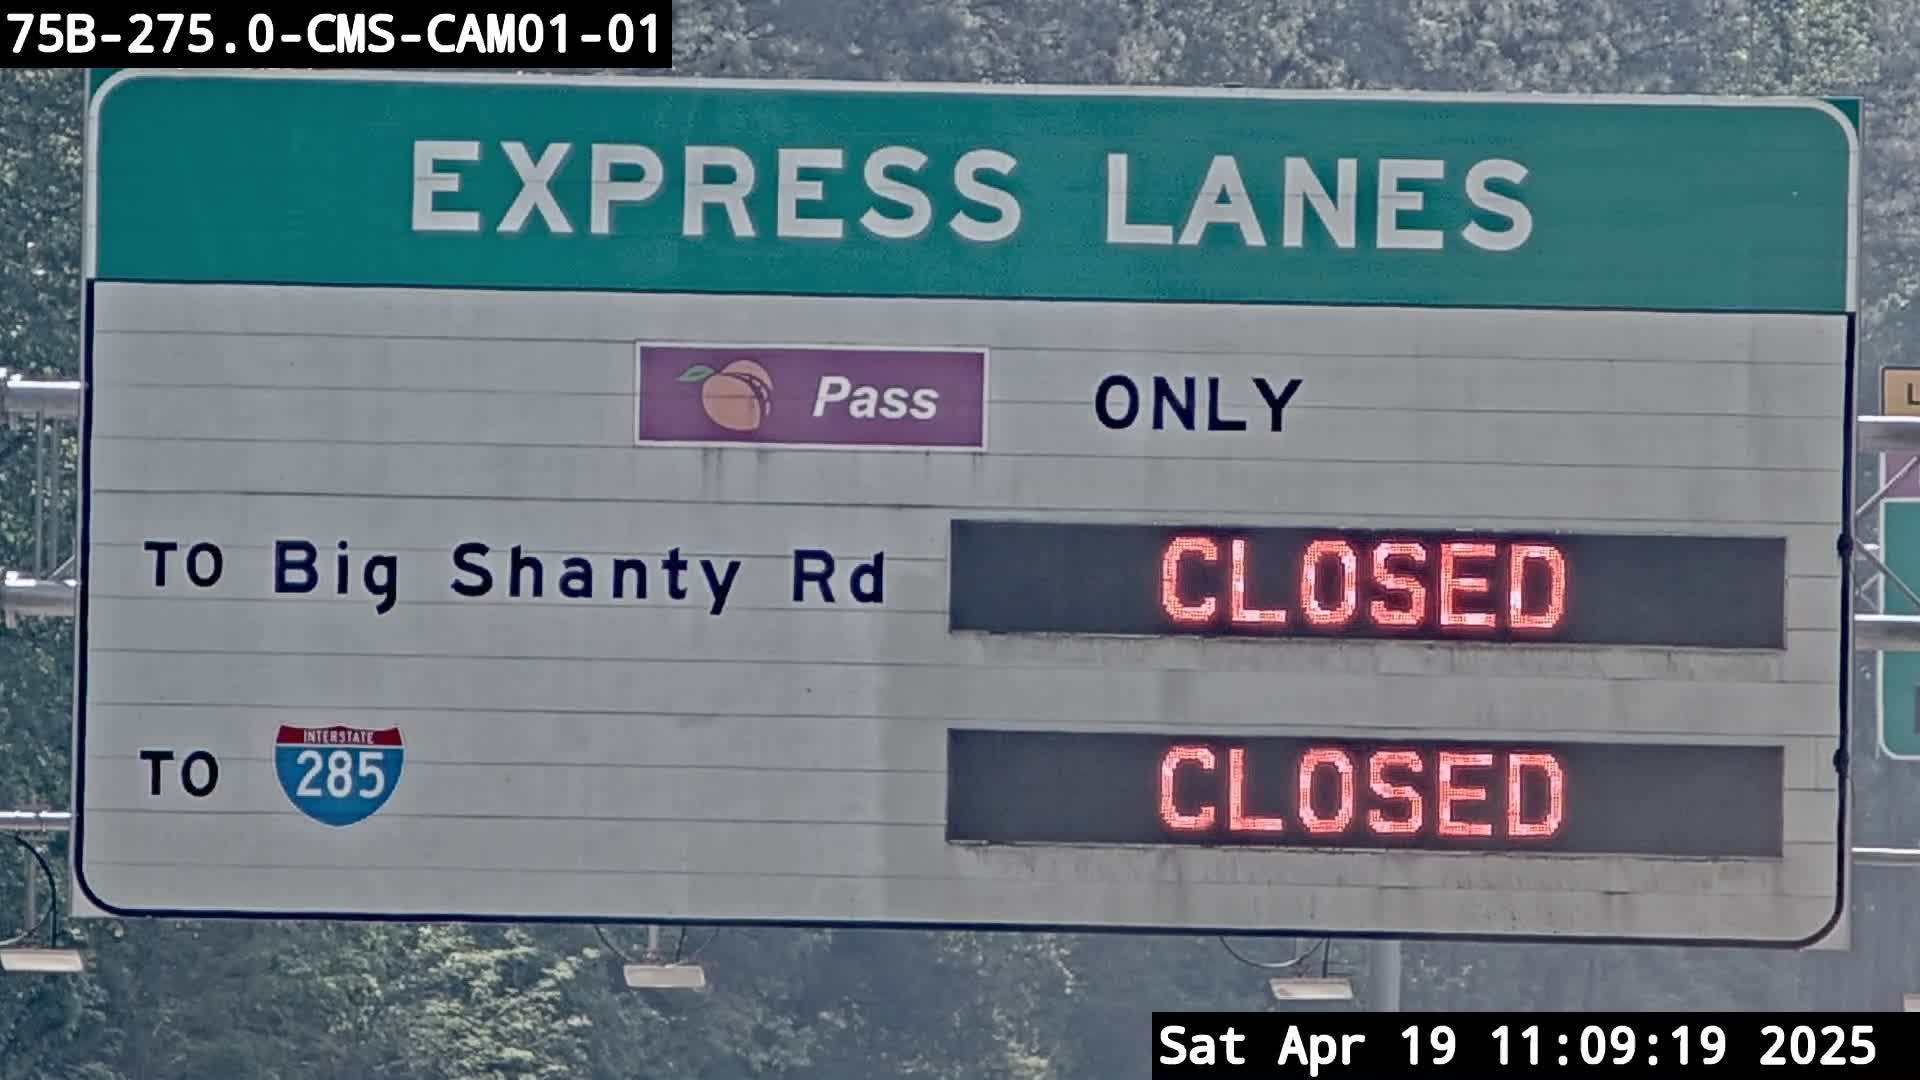 75B-275.0-CMS-CAM01-01
EXPRESS LANES
Pass ONLY
TO Big Shanty Rd CLOSED
TO INTERSTATE 285 CLOSED
Sat Apr 19 11:09:19 2025